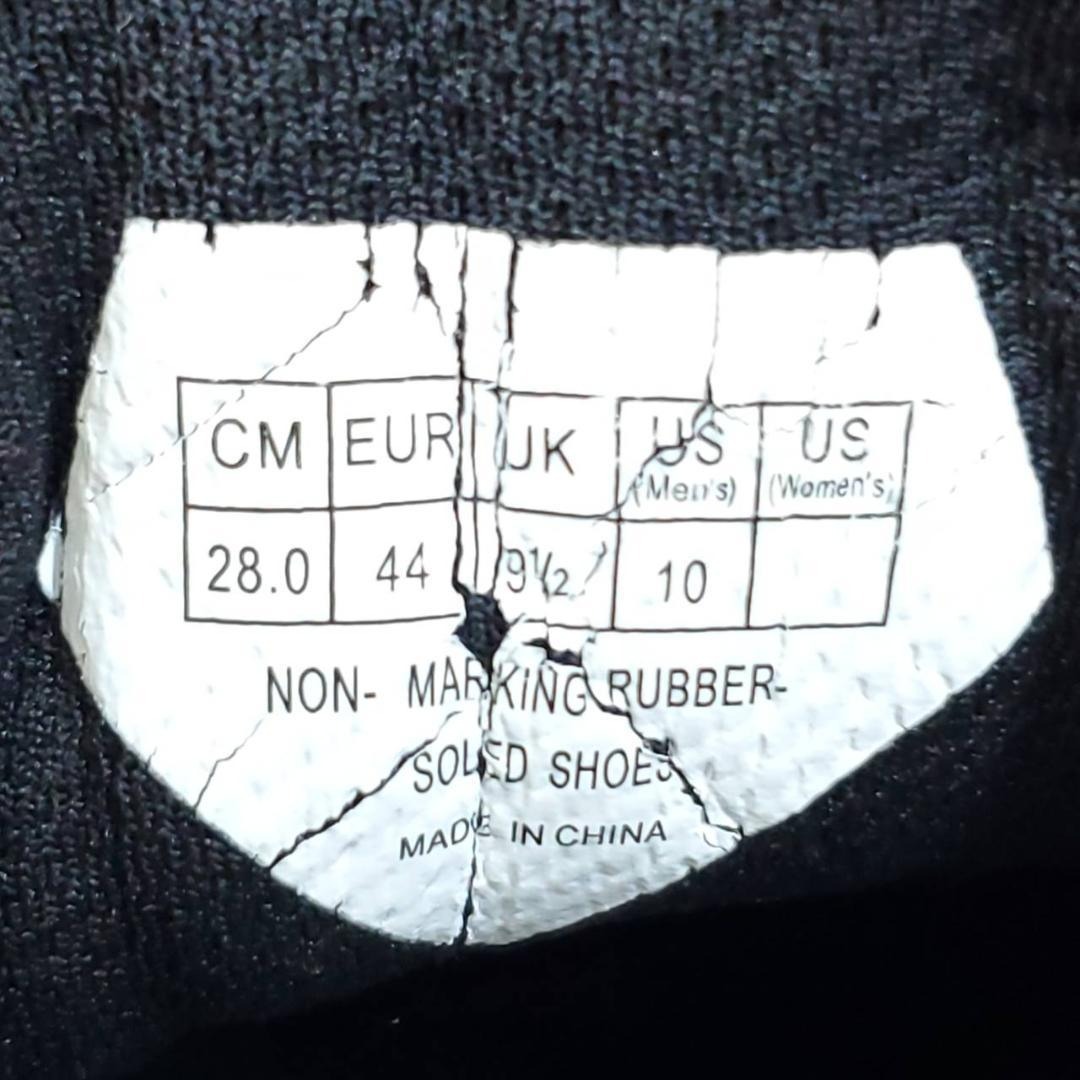 CM EUR UK US US
(Men's) (Women's)
28.0 44 9½ 10
NON- MARKING RUBBER-
SOLED SHOES
MADE IN CHINA